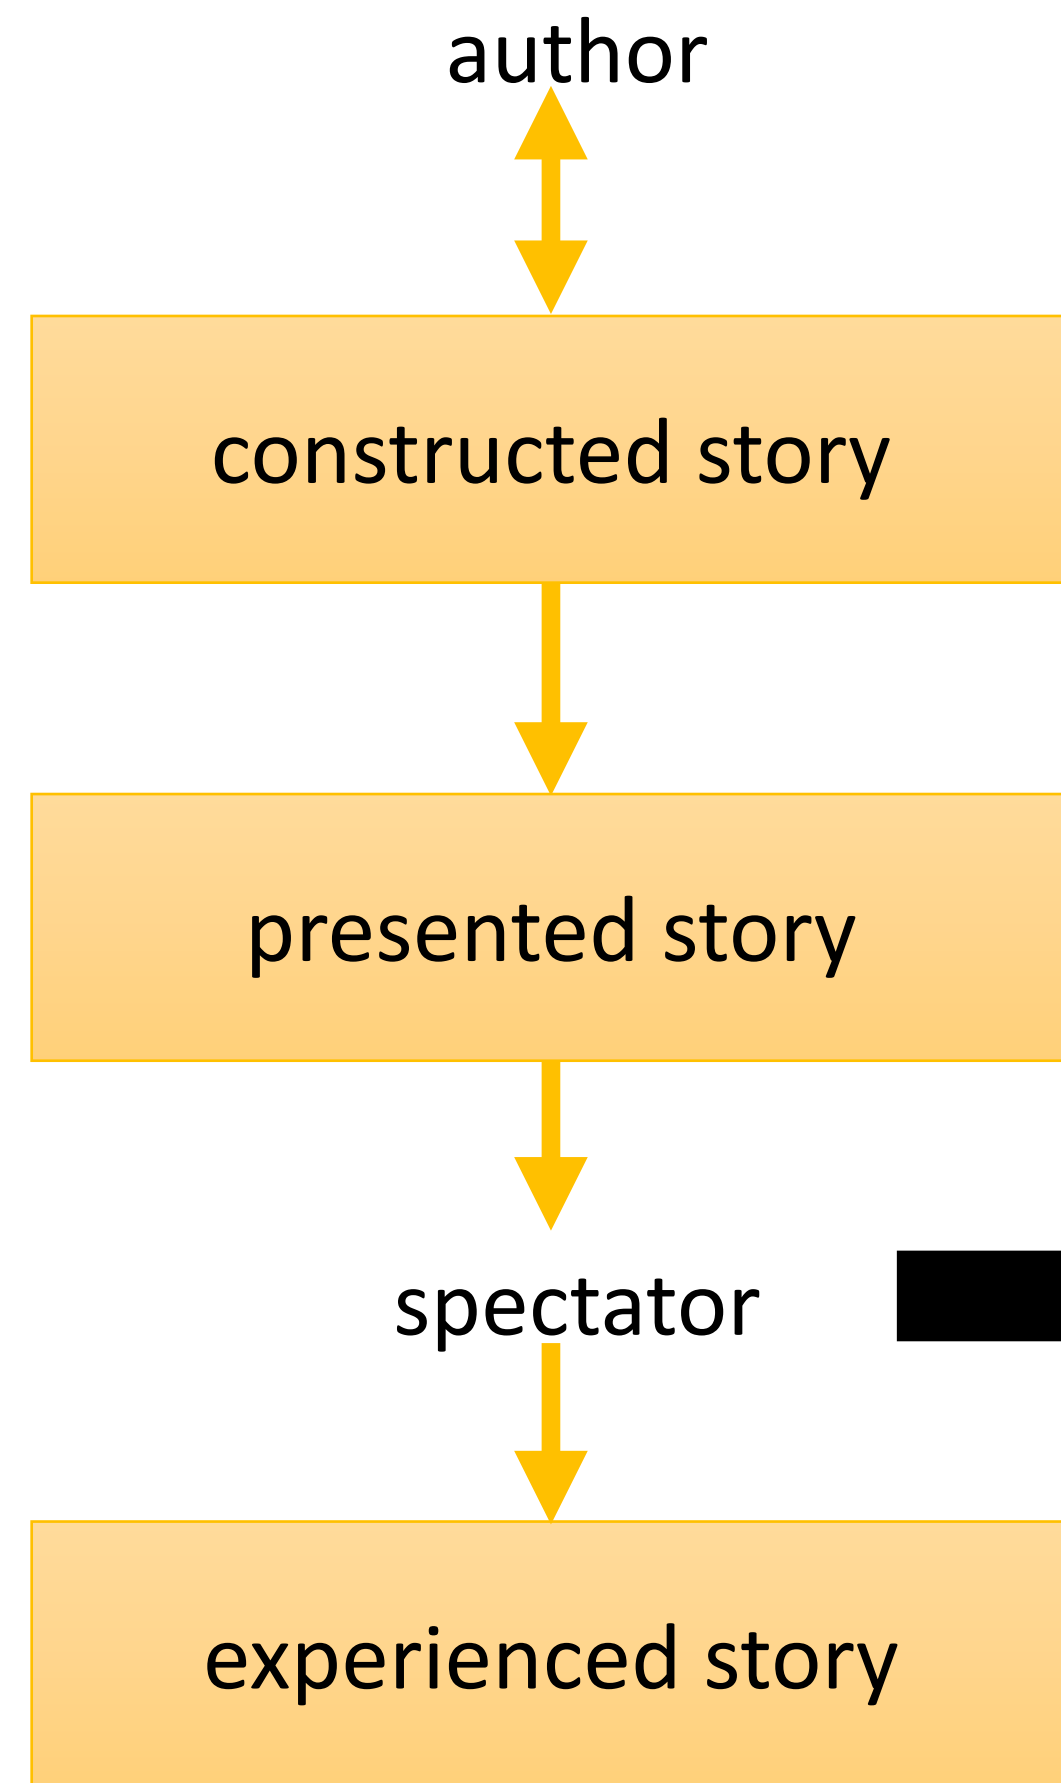 author
constructed story
presented story
spectator
experienced story